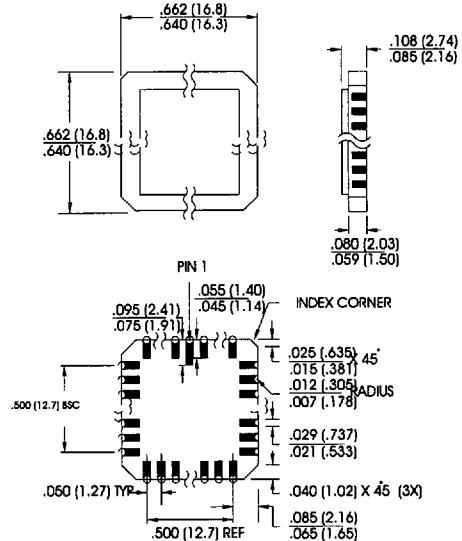 .662 (16.8)
.640 (16.3)
.108 (2.74)
.085 (2.16)
.662 (16.8)
.640 (16.3)
.080 (2.03)
.059 (1.50)
PIN 1
.055 (1.40)
.045 (1.14)
INDEX CORNER
.095 (2.41)
.075 (1.91)
.025 (.635)
.015 (.381)
X 45°
.012 (.305)
.007 (.178)
RADIUS
.500 (12.7) BSC
.029 (.737)
.021 (.533)
.050 (1.27) TYP
.040 (1.02) X 45° (3X)
.085 (2.16)
.065 (1.65)
.500 (12.7) REF